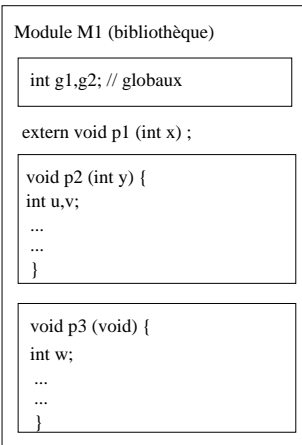 Module M1 (bibliothèque)
int g1,g2; // globaux
extern void p1 (int x) ;
void p2 (int y) {
int u,v;
...
...
}
void p3 (void) {
int w;
...
...
}